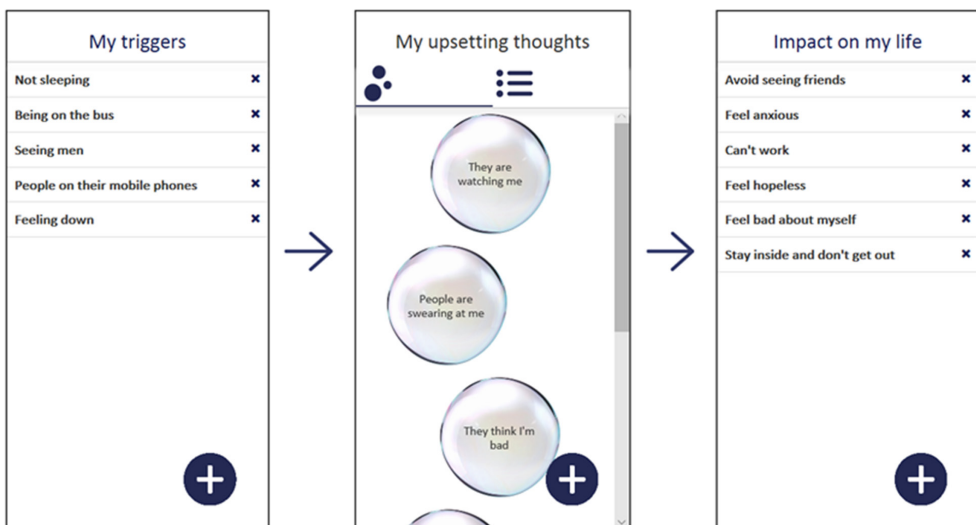 My triggers
Not sleeping
Being on the bus
Seeing men
People on their mobile phones
Feeling down
My upsetting thoughts
They are
watching me
People are
swearing at me
They think I'm
bad
Impact on my life
Avoid seeing friends
Feel anxious
Can't work
Feel hopeless
Feel bad about myself
Stay inside and don't get out